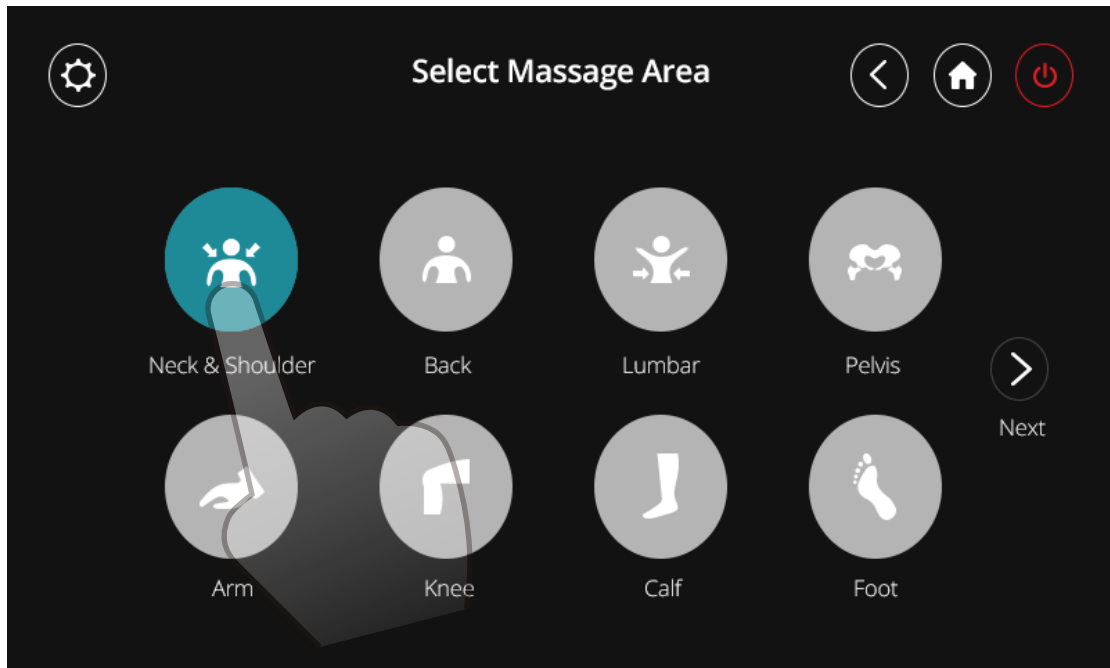 Select Massage Area
Neck & Shoulder
Back
Lumbar
Pelvis
Next
Arm
Knee
Calf
Foot